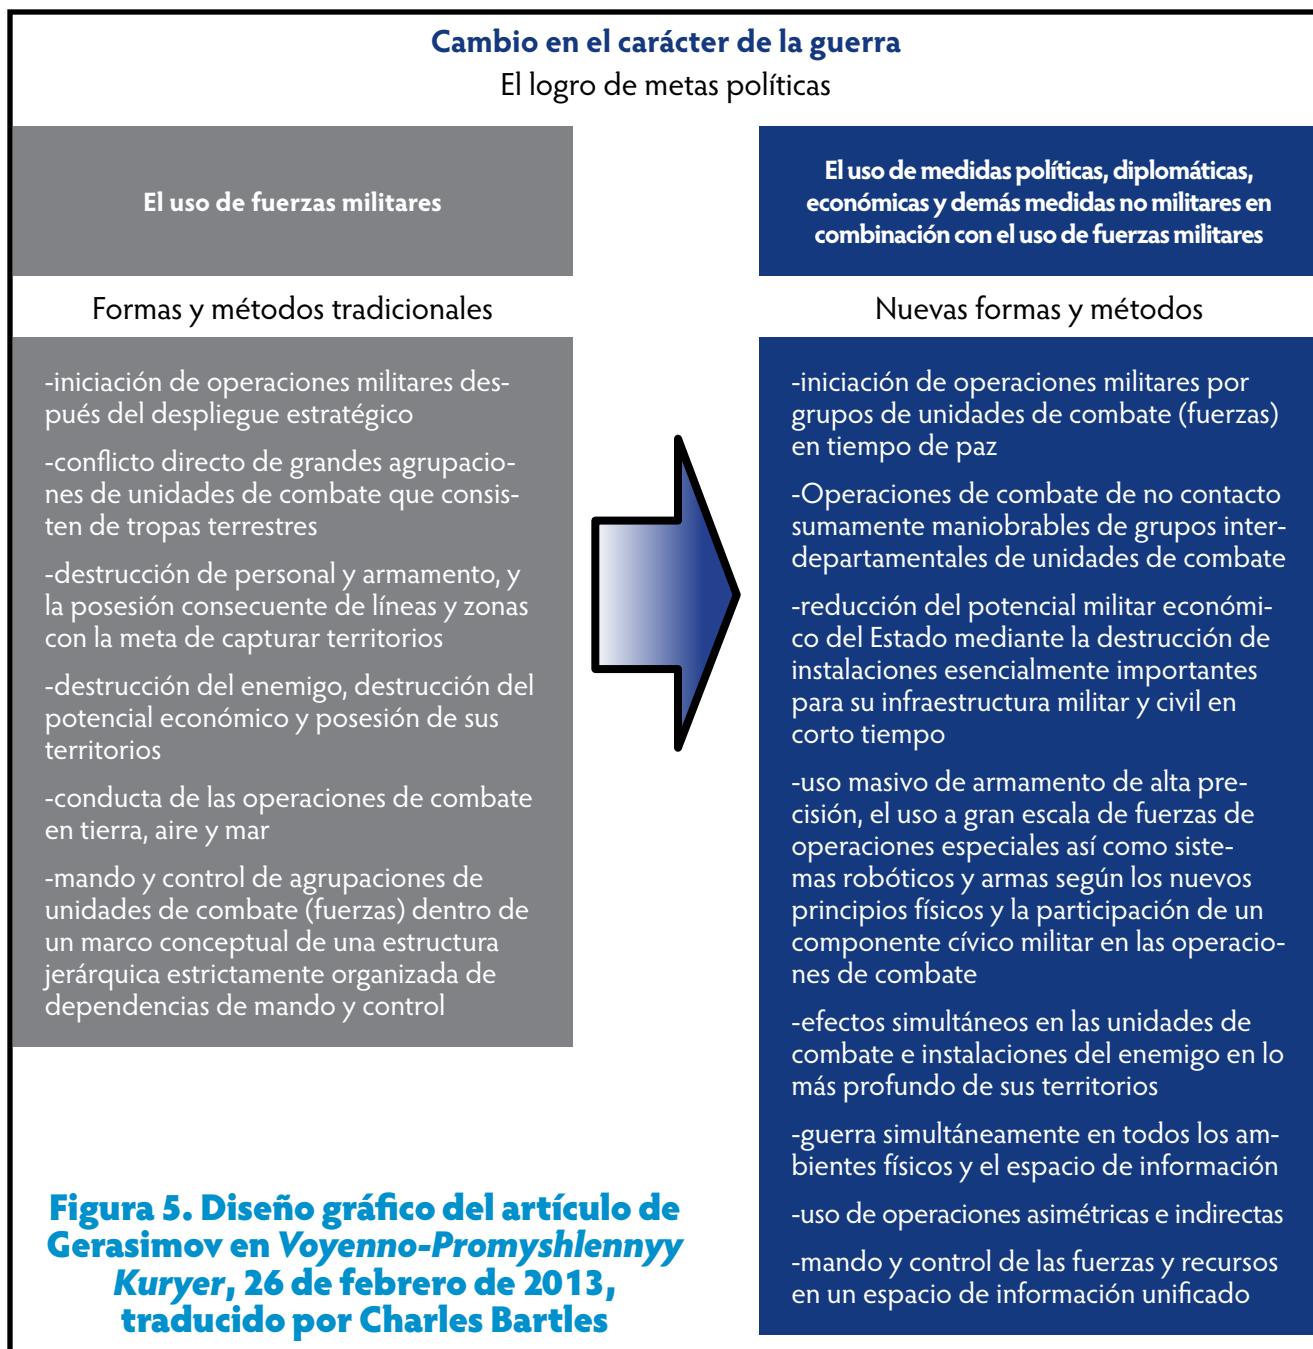 Cambio en el carácter de la guerra
El logro de metas políticas
El uso de fuerzas militares
Formas y métodos tradicionales
-iniciación de operaciones militares des-
pués del despliegue estratégico
-conflicto directo de grandes agrupacio-
nes de unidades de combate que consis-
ten de tropas terrestres
-destrucción de personal y armamento, y
la posesión consecuente de líneas y zonas
con la meta de capturar territorios
-destrucción del enemigo, destrucción del
potencial económico y posesión de sus
territorios
-conducta de las operaciones de combate
en tierra, aire y mar
-mando y control de agrupaciones de
unidades de combate (fuerzas) dentro de
un marco conceptual de una estructura
jerárquica estrictamente organizada de
dependencias de mando y control
El uso de medidas políticas, diplomáticas,
económicas y demás medidas no militares en
combinación con el uso de fuerzas militares
Nuevas formas y métodos
-iniciación de operaciones militares por
grupos de unidades de combate (fuerzas)
en tiempo de paz
-Operaciones de combate de no contacto
sumamente maniobrables de grupos inter-
departamentales de unidades de combate
-reducción del potencial militar económi-
co del Estado mediante la destrucción de
instalaciones esencialmente importantes
para su infraestructura militar y civil en
corto tiempo
-uso masivo de armamento de alta pre-
cisión, el uso a gran escala de fuerzas de
operaciones especiales así como siste-
mas robóticos y armas según los nuevos
principios físicos y la participación de un
componente cívico militar en las operacio-
nes de combate
-efectos simultáneos en las unidades de
combate e instalaciones del enemigo en lo
más profundo de sus territorios
-guerra simultáneamente en todos los am-
bientes físicos y el espacio de información
-uso de operaciones asimétricas e indirectas
-mando y control de las fuerzas y recursos
en un espacio de información unificado
Figura 5. Diseño gráfico del artículo de
Gerasimov en Voyenno-Promyshlennyy
Kuryer, 26 de febrero de 2013,
traducido por Charles Bartles